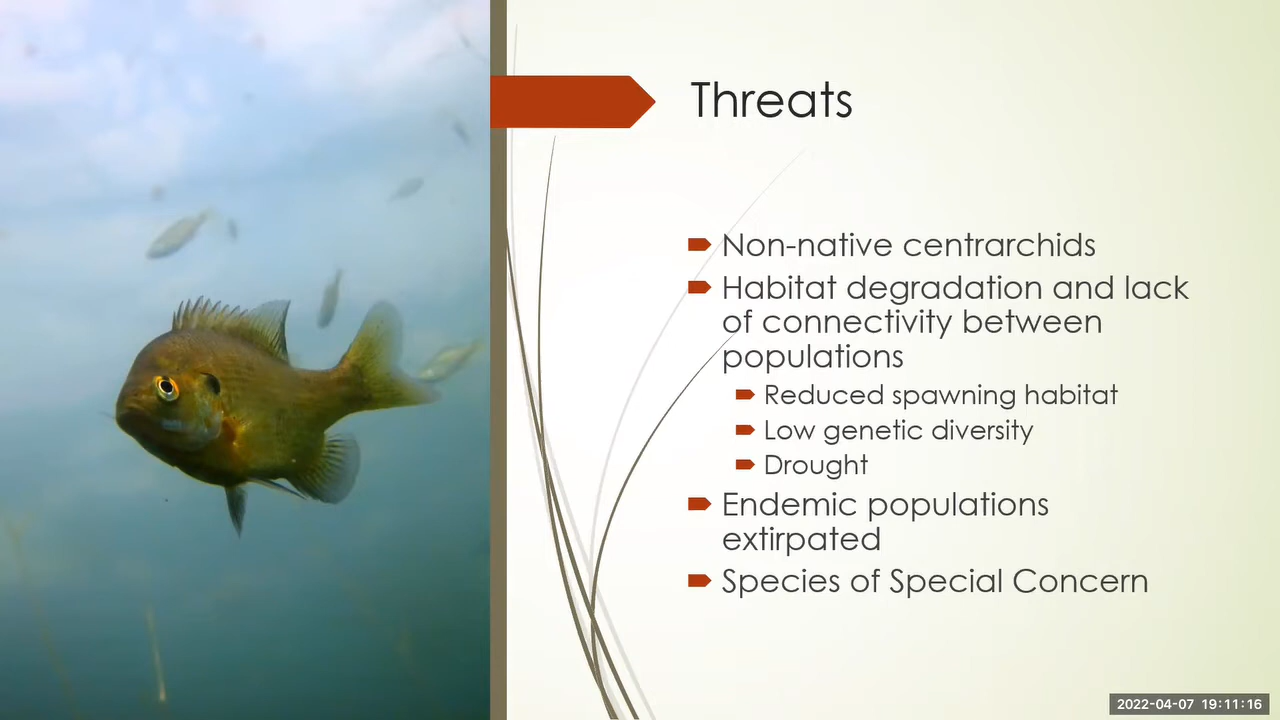 Threats
Non-native centrarchids
Habitat degradation and lack
of connectivity between
populations
Reduced spawning habitat
Low genetic diversity
Drought
Endemic populations
extirpated
Species of Special Concern
2022-04-07 19:11:16